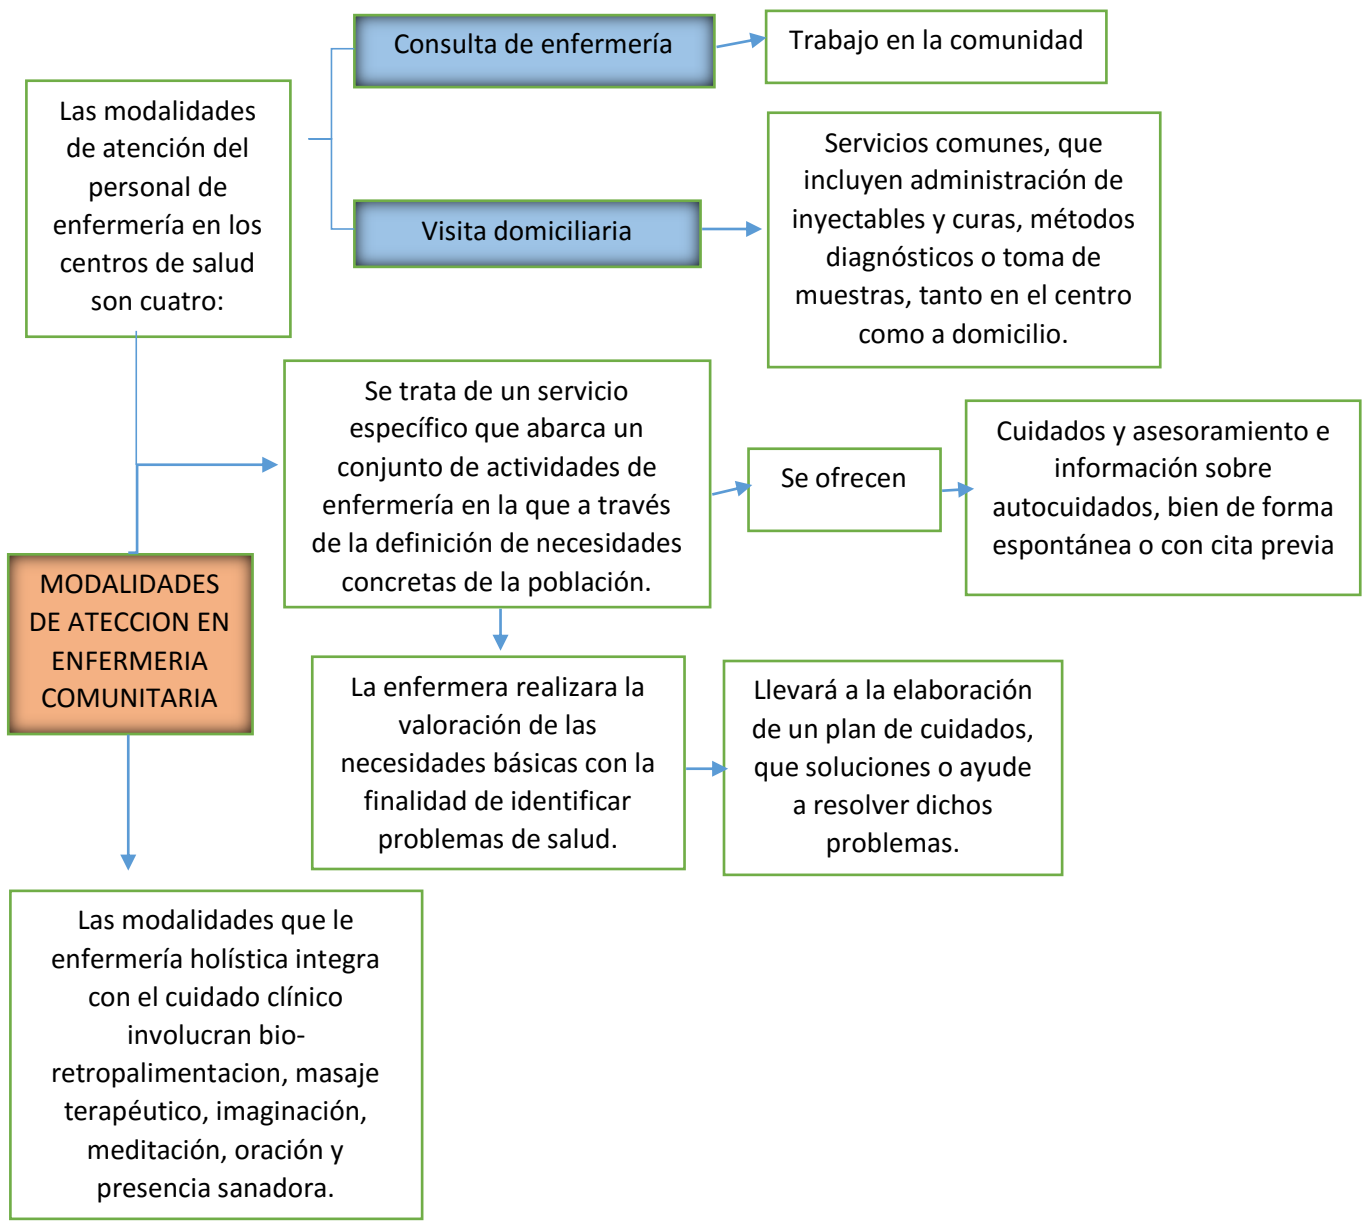 Consulta de enfermería
Trabajo en la comunidad
Las modalidades
de atención del
personal de
enfermería en los
centros de salud
son cuatro:
Servicios comunes, que
incluyen administración de
inyectables y curas, métodos
diagnósticos o toma de
muestras, tanto en el centro
como a domicilio.
Visita domiciliaria
Se trata de un servicio
específico que abarca un
conjunto de actividades de
enfermería en la que a través
de la definición de necesidades
concretas de la población.
Se ofrecen
Cuidados y asesoramiento e
información sobre
autocuidados, bien de forma
espontánea o con cita previa
MODALIDADES
DE ATECCION EN
ENFERMERIA
COMUNITARIA
La enfermera realizara la
valoración de las
necesidades básicas con la
finalidad de identificar
problemas de salud.
Llevará a la elaboración
de un plan de cuidados,
que soluciones o ayude
a resolver dichos
problemas.
Las modalidades que le
enfermería holística integra
con el cuidado clínico
involucran bio-
retropalimentacion, masaje
terapéutico, imaginación,
meditación, oración y
presencia sanadora.